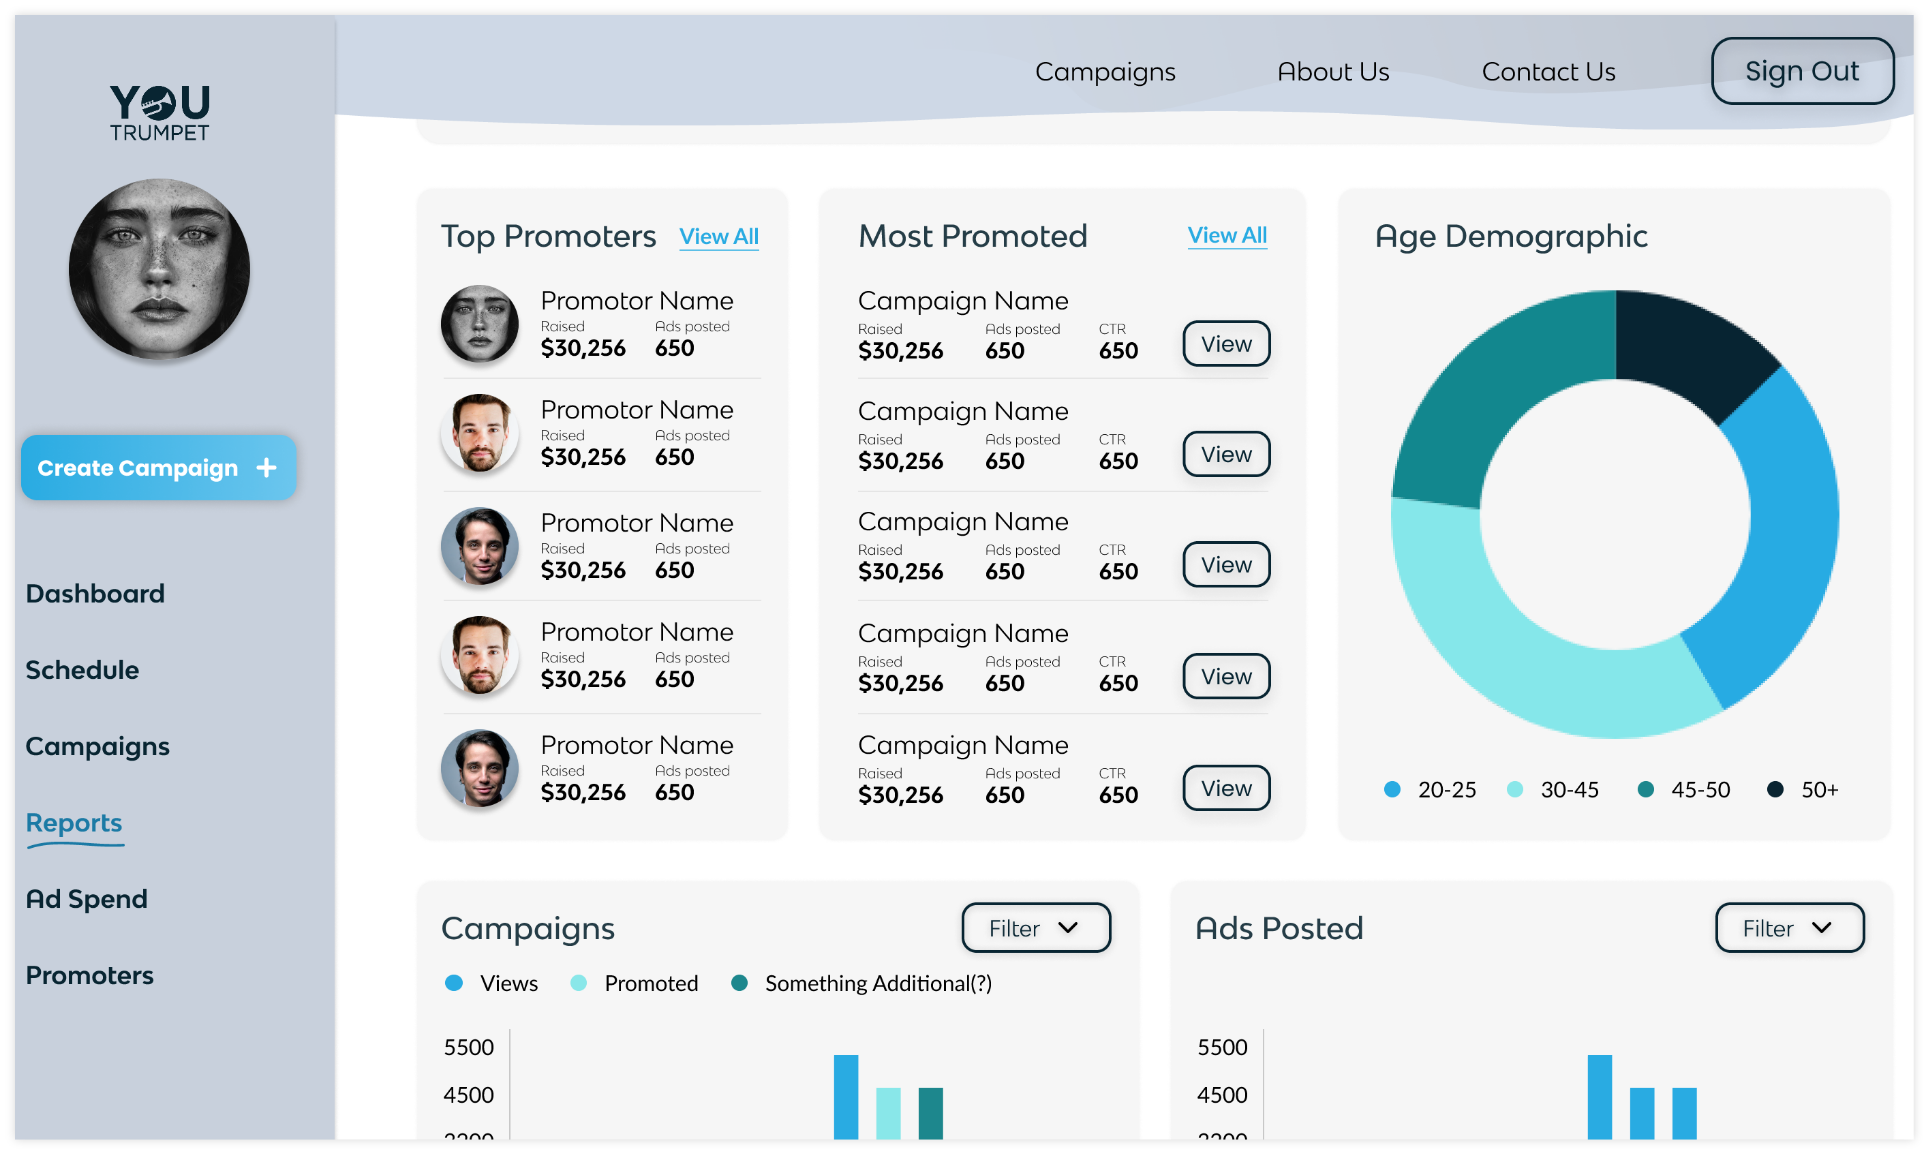 YOU
TRUMPET
Campaigns
About Us
Contact Us
Sign Out
Create Campaign +
Dashboard
Schedule
Campaigns
Reports
Ad Spend
Promoters
Top Promoters
View All
Promotor Name
Raised Ads posted
$30,256 650
Promotor Name
Raised Ads posted
$30,256 650
Promotor Name
Raised Ads posted
$30,256 650
Promotor Name
Raised Ads posted
$30,256 650
Promotor Name
Raised Ads posted
$30,256 650
Most Promoted
View All
Campaign Name
Raised Ads posted CTR
$30,256 650 650
View
Campaign Name
Raised Ads posted CTR
$30,256 650 650
View
Campaign Name
Raised Ads posted CTR
$30,256 650 650
View
Campaign Name
Raised Ads posted CTR
$30,256 650 650
View
Campaign Name
Raised Ads posted CTR
$30,256 650 650
View
Age Demographic
20-25 30-45 45-50 50+
Campaigns
Filter
Views Promoted Something Additional(?)
5500
4500
Ads Posted
Filter
5500
4500